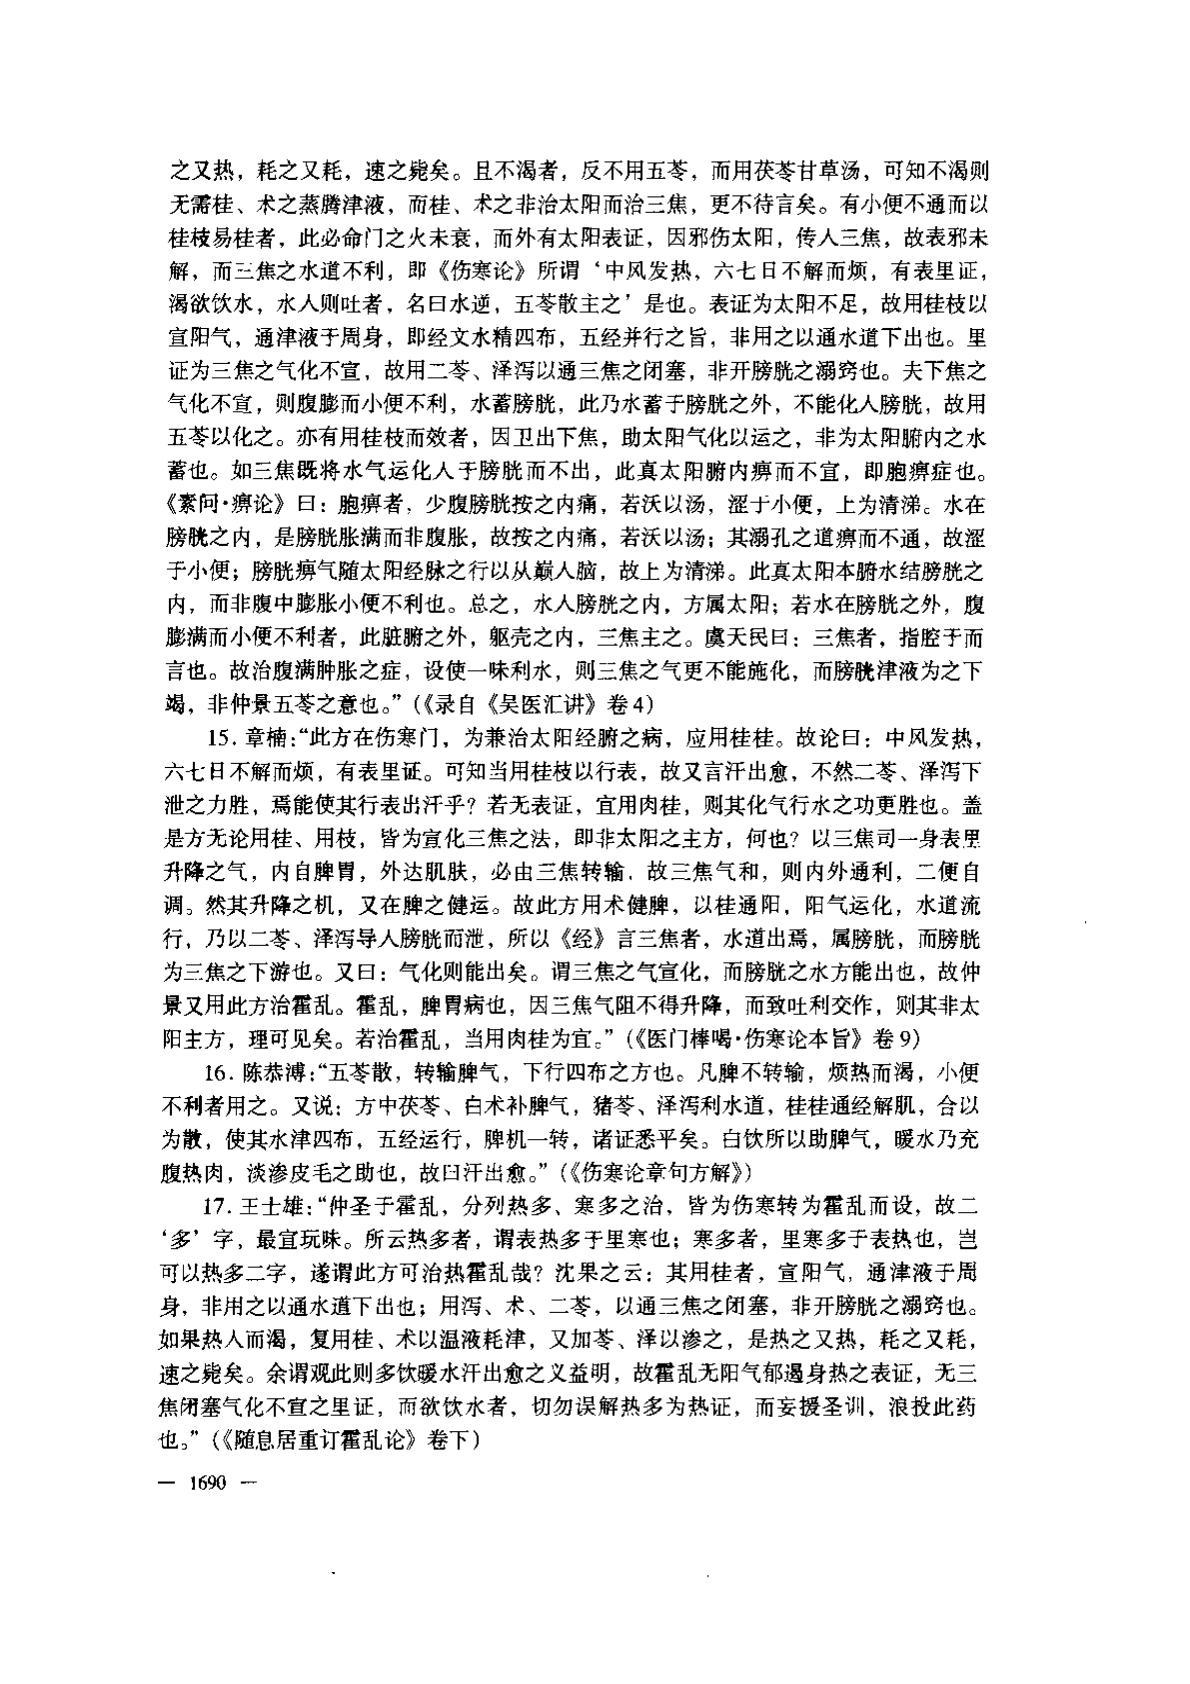 之又热，耗之又耗，速之毙矣。且不渴者，反不用五苓，而用茯苓甘草汤，可知不渴则
无需桂、术之蒸腾津液，而桂、术之非治太阳而治三焦，更不待言矣。有小便不通而以
桂枝易桂者，此必命门之火未衰，而外有太阳表证，因邪伤太阳，传人三焦，故表邪未
解，而三焦之水道不利，即《伤寒论》所谓‘中风发热，六七日不解而烦，有表里证，
渴欲饮水，水人则吐者，名曰水逆，五苓散主之’是也。表证为太阳不足，故用桂枝以
宣阳气，通津液于周身，即经文水精四布，五经并行之旨，非用之以通水道下出也。里
证为三焦之气化不宣，故用二苓、泽泻以通三焦之闭塞，非开膀胱之溺窍也。夫下焦之
气化不宣，则腹膨而小便不利，水蓄膀胱，此乃水蓄于膀胱之外，不能化人膀胱，故用
五苓以化之。亦有用桂枝而效者，因卫出下焦，助太阳气化以运之，非为太阳腑内之水
蓄也。如三焦既将水气运化人于膀胱而不出，此真太阳腑内痹而不宣，即胞痹症也。
《素问·痹论》曰：胞痹者，少腹膀胱按之内痛，若沃以汤，涩于小便，上为清涕。水在
膀胱之内，是膀胱胀满而非腹胀，故按之内痛，若沃以汤；其溺孔之道痹而不通，故涩
于小便；膀胱痹气随太阳经脉之行以从巅人脑，故上为清涕。此真太阳本腑水结膀胱之
内，而非腹中膨胀小便不利也。总之，水人膀胱之内，方属太阳；若水在膀胱之外，腹
膨满而小便不利者，此脏腑之外，躯壳之内，三焦主之。虞天民曰：三焦者，指腔于而
言也。故治腹满肿胀之症，设使一味利水，则三焦之气更不能施化，而膀胱津液为之下
竭，非仲景五苓之意也。”（《录自《吴医汇讲》卷4）
15. 章楠：“此方在伤寒门，为兼治太阳经腑之病，应用桂桂。故论曰：中风发热，
六七日不解而烦，有表里证。可知当用桂枝以行表，故又言汗出愈，不然二苓、泽泻下
泄之力胜，焉能使其行表出汗乎？若无表证，宜用肉桂，则其化气行水之功更胜也。盖
是方无论用桂、用枝，皆为宣化三焦之法，即非太阳之主方，何也？以三焦司一身表里
升降之气，内自脾胃，外达肌肤，必由三焦转输，故三焦气和，则内外通利，二便自
调。然其升降之机，又在脾之健运。故此方用术健脾，以桂通阳，阳气运化，水道流
行，乃以二苓、泽泻导人膀胱而泄，所以《经》言三焦者，水道出焉，属膀胱，而膀胱
为三焦之下游也。又曰：气化则能出矣。谓三焦之气宣化，而膀胱之水方能出也，故仲
景又用此方治霍乱。霍乱，脾胃病也，因三焦气阻不得升降，而致吐利交作，则其非太
阳主方，理可见矣。若治霍乱，当用肉桂为宜。”（《医门棒喝·伤寒论本旨》卷9）
16. 陈恭溥：“五苓散，转输脾气，下行四布之方也。凡脾不转输，烦热而渴，小便
不利者用之。又说：方中茯苓、白术补脾气，猪苓、泽泻利水道，桂桂通经解肌，合以
为散，使其水津四布，五经运行，脾机一转，诸证悉平矣。白饮所以助脾气，暖水乃充
腹热肉，淡渗皮毛之助也，故曰汗出愈。”（《伤寒论章句方解》）
17. 王士雄：“仲圣于霍乱，分列热多、寒多之治，皆为伤寒转为霍乱而设，故二
‘多’字，最宜玩味。所云热多者，谓表热多于里寒也；寒多者，里寒多于表热也，岂
可以热多二字，遂谓此方可治热霍乱哉？沈果之云：其用桂者，宣阳气，通津液于周
身，非用之以通水道下出也；用泻、术、二苓，以通三焦之闭塞，非开膀胱之溺窍也。
如果热人而渴，复用桂、术以温液耗津，又加苓、泽以渗之，是热之又热，耗之又耗，
速之毙矣。余谓观此则多饮暖水汗出愈之义益明，故霍乱无阳气郁遏身热之表证，无三
焦闭塞气化不宣之里证，而欲饮水者，切勿误解热多为热证，而妄援圣训，浪投此药
也。”（《随息居重订霍乱论》卷下）
— 1690 —